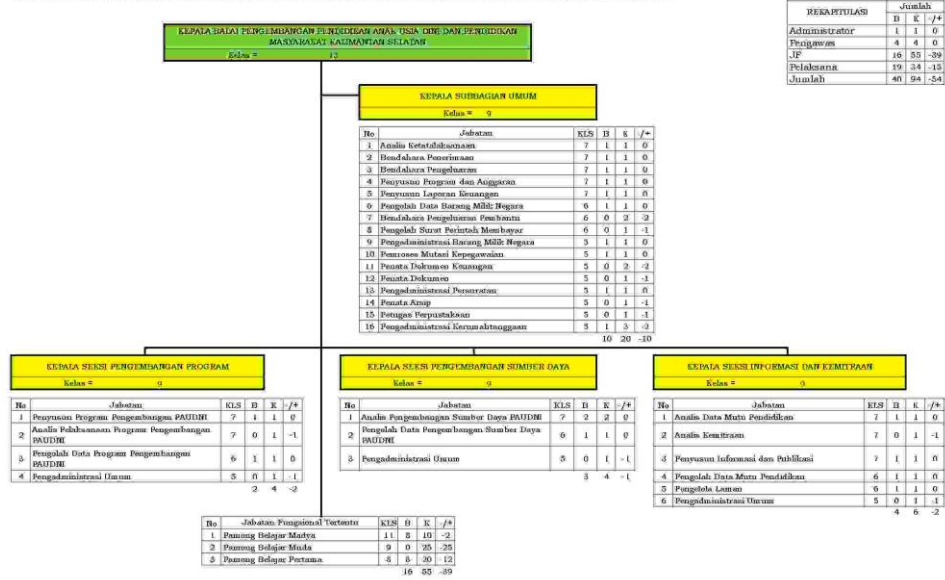 KEPALA BALAI PENGEMBANGAN PENDIDIKAN ANAK USIA DINI DAN PENDIDIKAN
MASYARAKAT KALIMANTAN SELATAN
Kelas = 13
REKAPITULASI Jumlah
B K -/+
Administrator 1 1 0
Pengawas 4 4 0
JF 16 55 -39
Pelaksana 19 34 -15
Jumlah 40 94 -54
KEPALA SUBBAGIAN UMUM
Kelas = 9
No Jabatan KLS B K -/+
1 Analis Ketatalaksanaan 7 1 1 0
2 Bendahara Penerimaan 7 1 1 0
3 Bendahara Pengeluaran 7 1 1 0
4 Penyusun Program dan Anggaran 7 1 1 0
5 Penyusun Laporan Keuangan 7 1 1 0
6 Pengolah Data Barang Milik Negara 6 1 1 0
7 Bendahara Pengeluaran Pembantu 6 0 2 -2
8 Pengolah Surat Perintah Membayar 6 0 1 -1
9 Pengadministrasi Barang Milik Negara 5 1 1 0
10 Pemroses Mutasi Kepegawaian 5 1 1 0
11 Penata Dokumen Keuangan 5 0 2 -2
12 Penata Dokumen 5 0 1 -1
13 Pengadministrasi Persuratan 5 1 1 0
14 Penata Arsip 5 0 1 -1
15 Petugas Perpustakaan 5 0 1 -1
16 Pengadministrasi Kerumahtanggaan 5 1 3 -2
10 20 -10
KEPALA SEKSI PENGEMBANGAN PROGRAM
Kelas = 9
No Jabatan KLS B K -/+
1 Penyusun Program Pengembangan PAUDNI 7 1 1 0
2 Analis Pelaksanaan Program Pengembangan PAUDNI 7 0 1 -1
3 Pengolah Data Program Pengembangan PAUDNI 6 1 1 0
4 Pengadministrasi Umum 5 0 1 -1
2 4 -2
KEPALA SEKSI PENGEMBANGAN SUMBER DAYA
Kelas = 9
No Jabatan KLS B K -/+
1 Analis Pengembangan Sumber Daya PAUDNI 7 2 2 0
2 Pengolah Data Pengembangan Sumber Daya PAUDNI 6 1 1 0
3 Pengadministrasi Umum 5 0 1 -1
3 4 -1
KEPALA SEKSI INFORMASI DAN KEMITRAAN
Kelas = 9
No Jabatan KLS B K -/+
1 Analis Data Mutu Pendidikan 7 1 1 0
2 Analis Kemitraan 7 0 1 -1
3 Penyusun Informasi dan Publikasi 7 1 1 0
4 Pengolah Data Mutu Pendidikan 6 1 1 0
5 Pengelola Laman 6 1 1 0
6 Pengadministrasi Umum 5 0 1 -1
4 6 -2
No Jabatan Fungsional Tertentu KLS B K -/+
1 Pamong Belajar Madya 11 8 10 -2
2 Pamong Belajar Muda 9 0 25 -25
3 Pamong Belajar Pertama 8 8 20 -12
16 55 -39